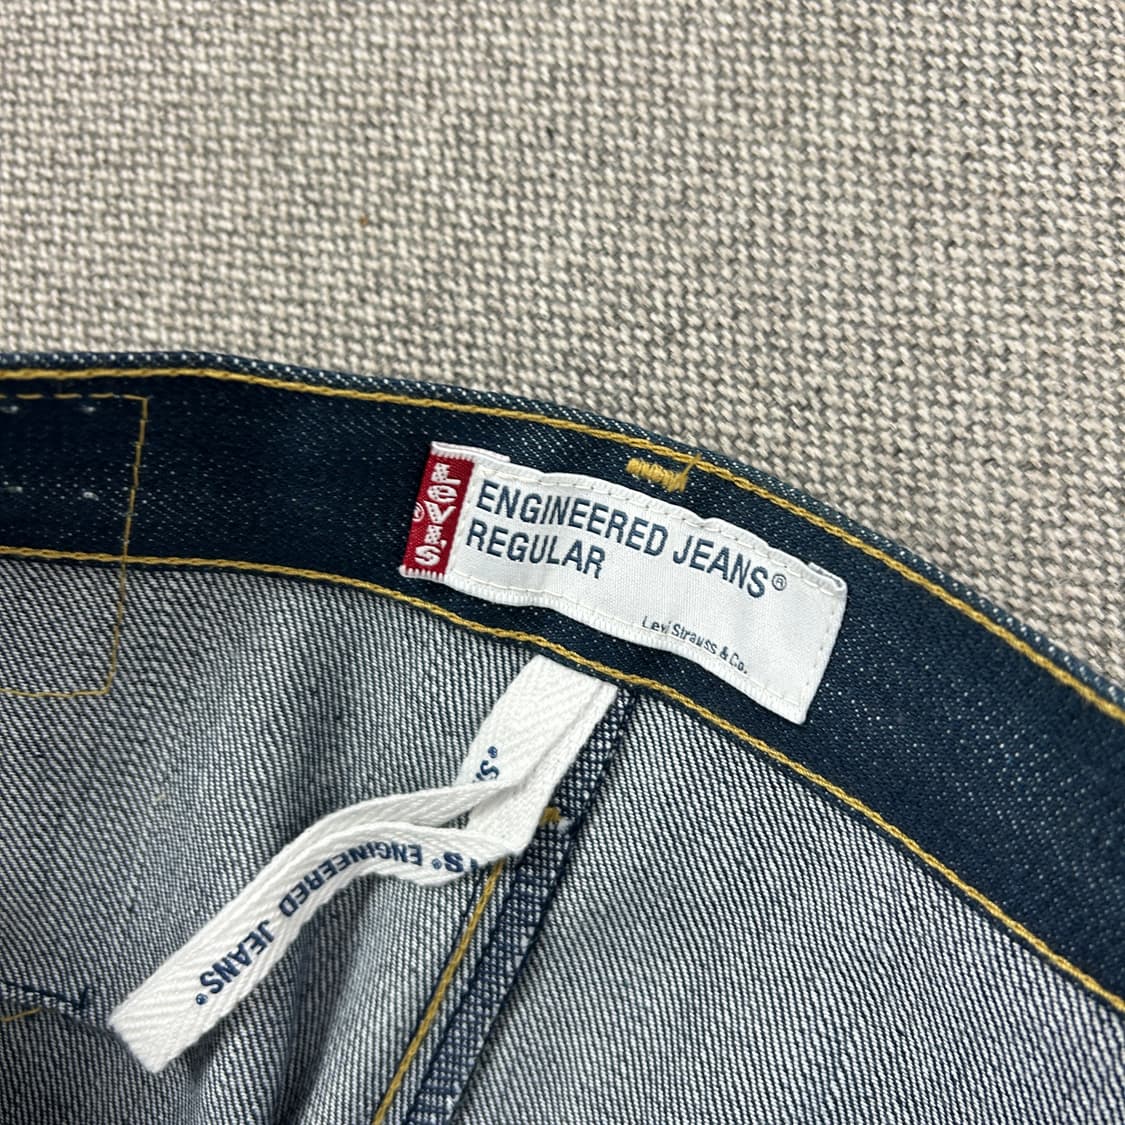 LEVI'S®
ENGINEERED JEANS®
REGULAR
Levi Strauss & Co.
'S® ENGINEERED JEANS®
S®